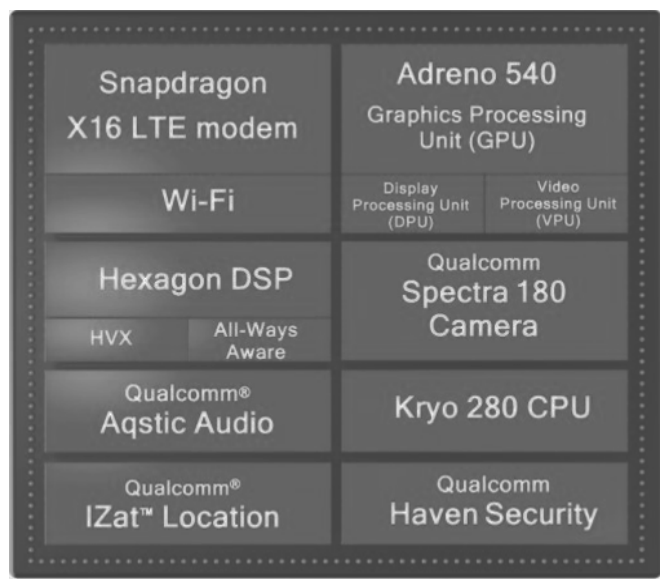 Snapdragon
X16 LTE modem
Wi-Fi
Adreno 540
Graphics Processing
Unit (GPU)
Display
Processing Unit
(DPU)
Video
Processing Unit
(VPU)
Hexagon DSP
HVX
All-Ways
Aware
Qualcomm
Spectra 180
Camera
Qualcomm®
Aqstic Audio
Kryo 280 CPU
Qualcomm®
IZat™ Location
Qualcomm
Haven Security